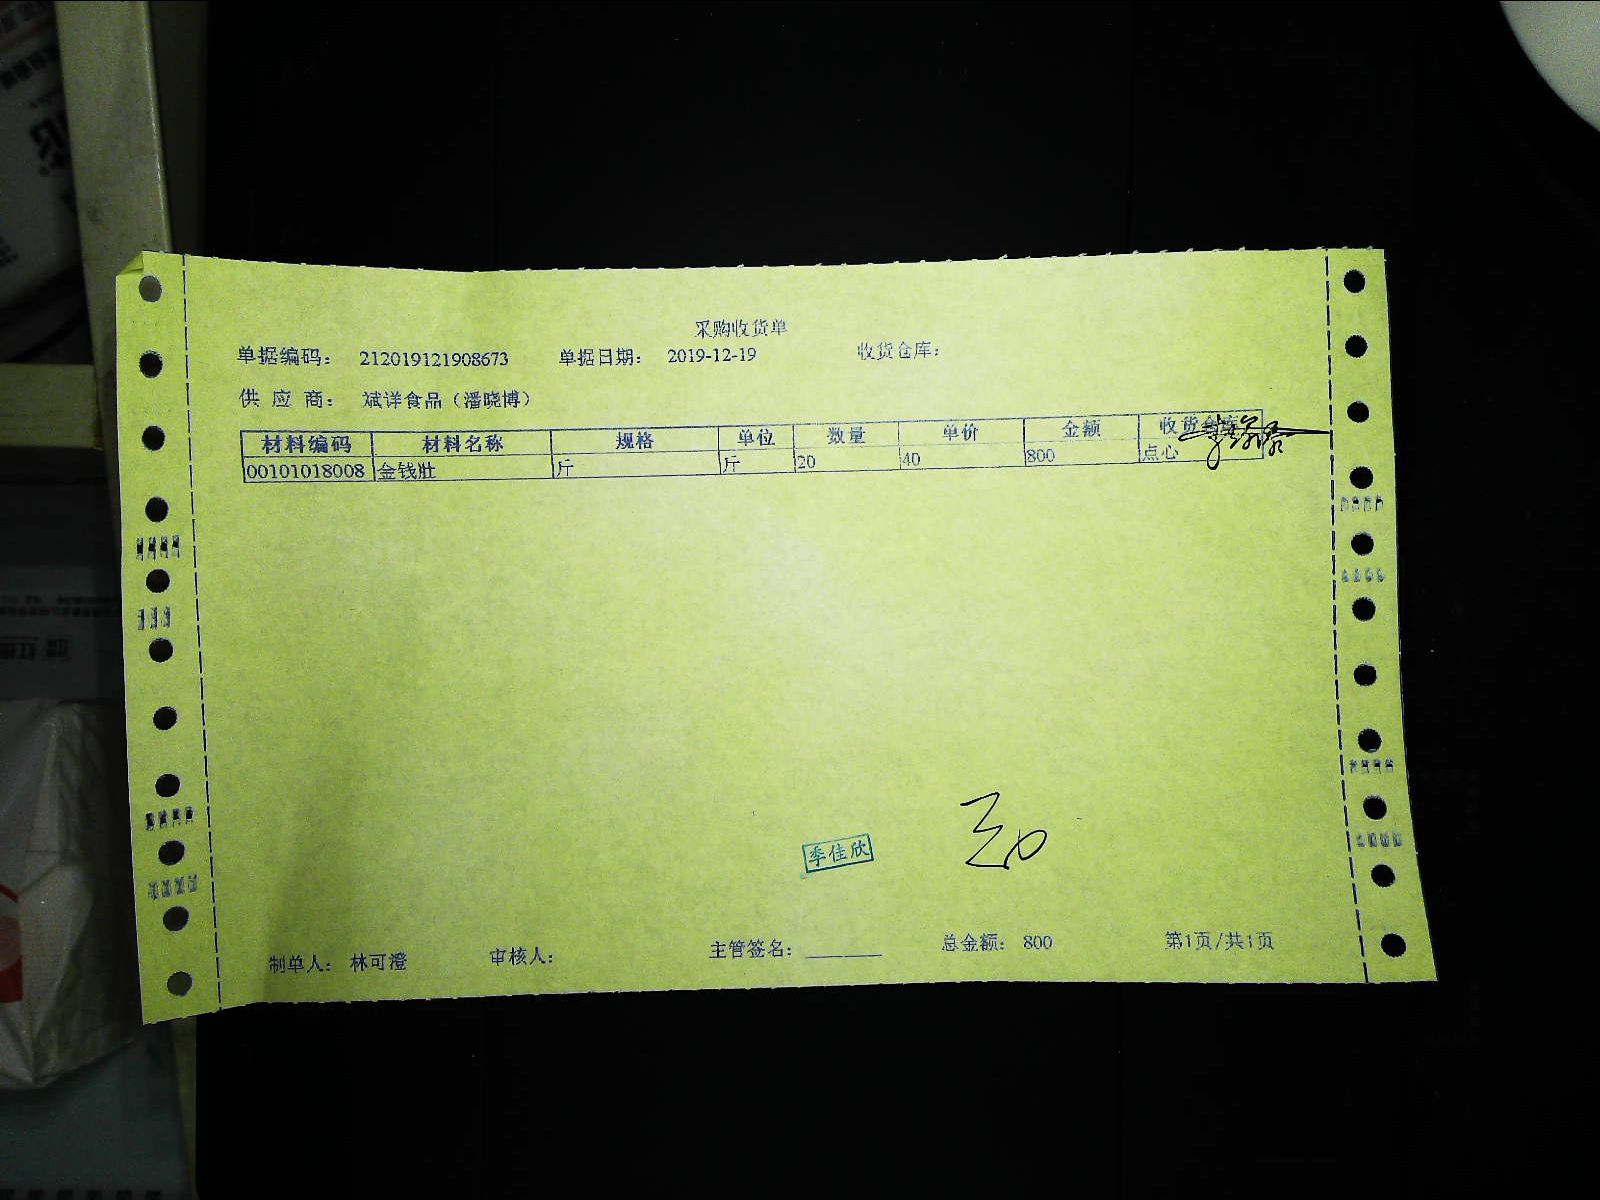 采购收货单
单据编码： 212019121908673 单据日期： 2019-12-19 收货仓库：
供 应 商： 斌洋食品（潘晓博）
材料编码 材料名称 规格 单位 数量 单价 金额 收货仓库
00101018008 金钱肚 斤 斤 20 40 800 点心
季佳欣
制单人： 林可澄 审核人： 主管签名：________ 总金额： 800 第1页/共1页